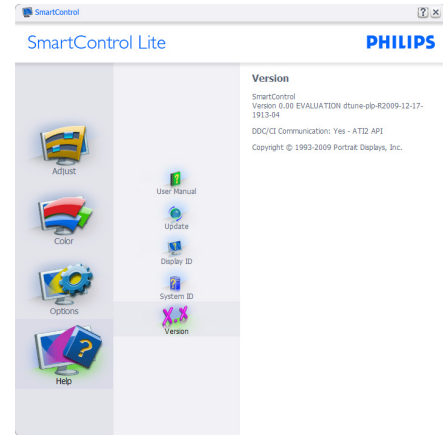 SmartControl
SmartControl Lite
PHILIPS
Adjust
Color
Options
Help
User Manual
Update
Display ID
System ID
X.X
Version
Version
SmartControl
Version 0.00 EVALUATION dtune-plp-R2009-12-17-
1913-04
DDC/CI Communication: Yes - ATI2 API
Copyright © 1993-2009 Portrait Displays, Inc.